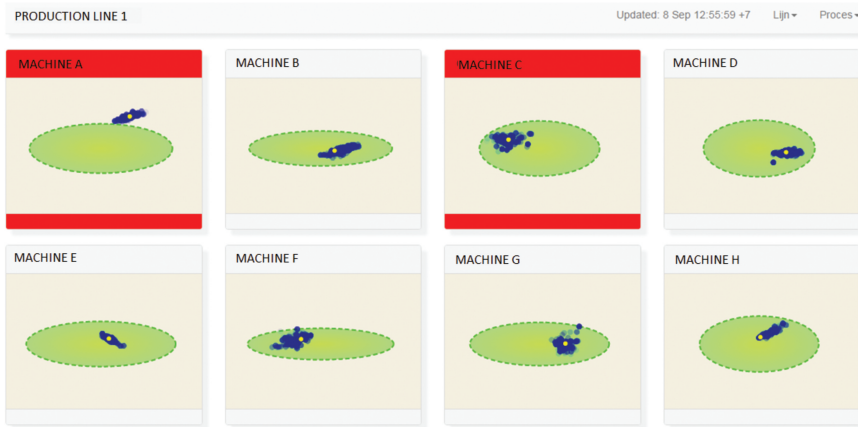 PRODUCTION LINE 1
Updated: 8 Sep 12:55:59 +7 Lijn Proces
MACHINE A
MACHINE B
MACHINE C
MACHINE D
MACHINE E
MACHINE F
MACHINE G
MACHINE H